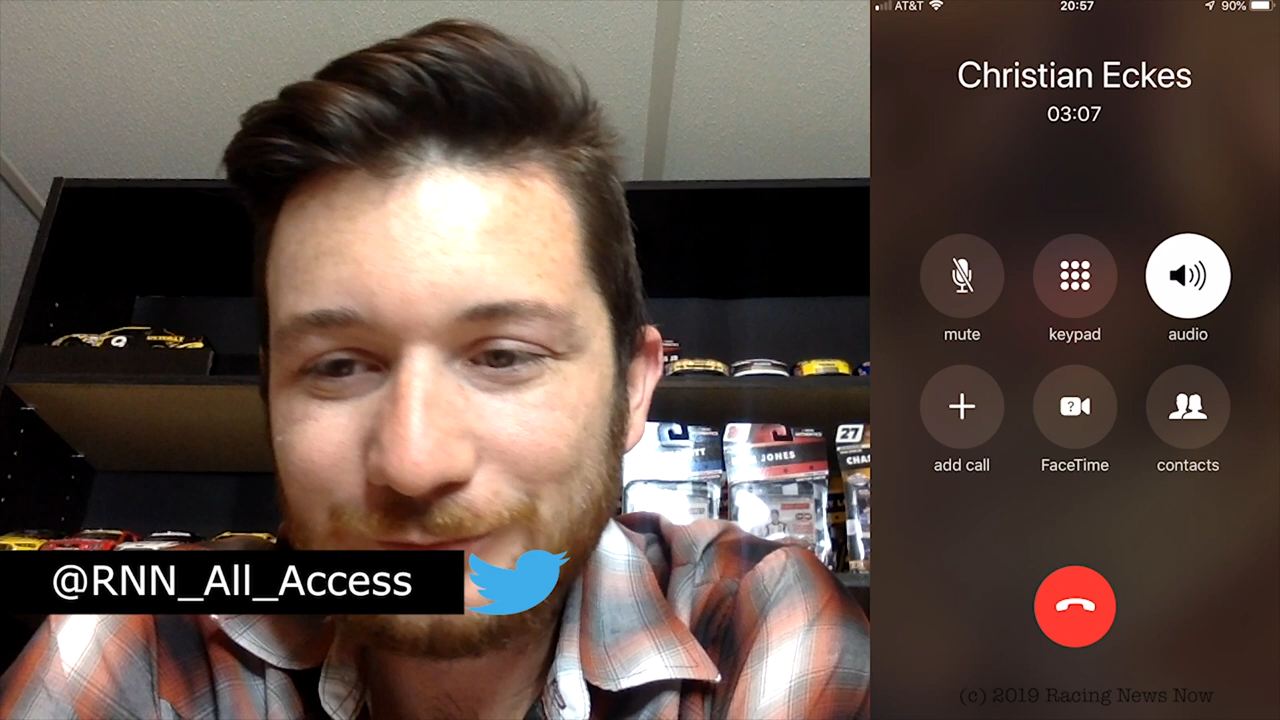 @RNN_All_Access
9
JONES
27
AT&T 20:57 90%
Christian Eckes
03:07
mute keypad audio
?
add call FaceTime contacts
(c) 2019 Racing News Now